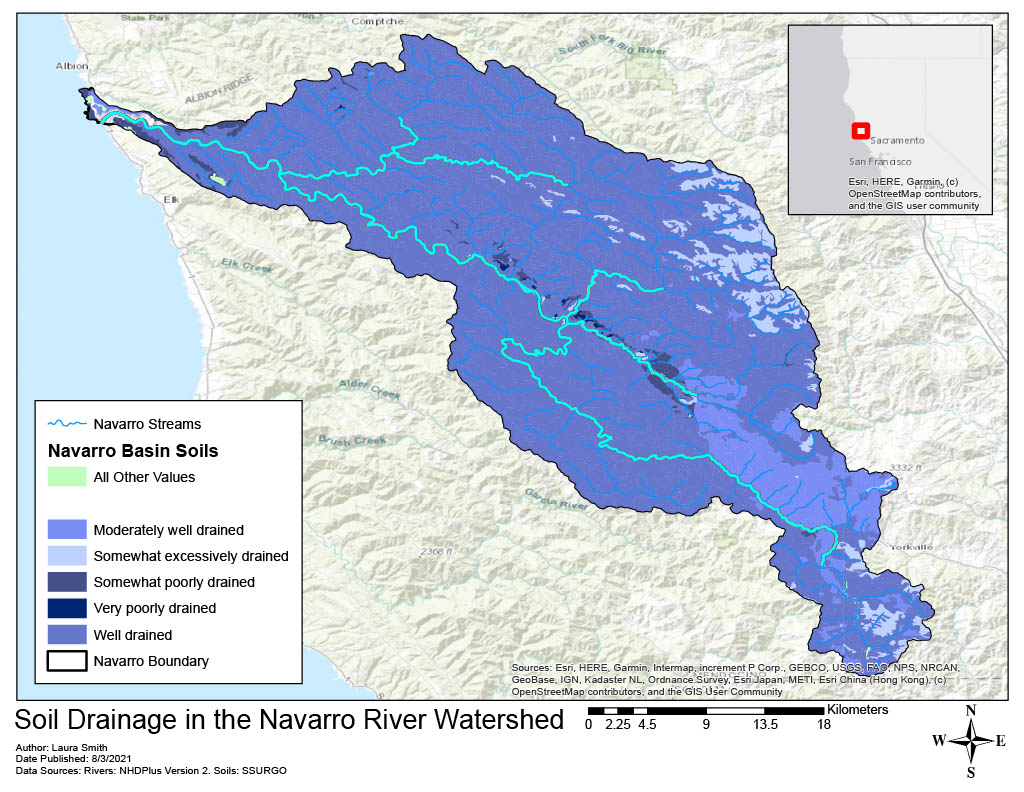 State Park
Comptche
South Fork Big River
Albion
ALBION RIDGE
Elk
Elk Creek
Alder Creek
Brush Creek
Garcia River
2368 ft
3332 ft
Yorkville
Sacramento
San Francisco
Fresno
Esri, HERE, Garmin, (c)
OpenStreetMap contributors,
and the GIS user community
Navarro Streams
Navarro Basin Soils
All Other Values
Moderately well drained
Somewhat excessively drained
Somewhat poorly drained
Very poorly drained
Well drained
Navarro Boundary
Sources: Esri, HERE, Garmin, Intermap, increment P Corp., GEBCO, USGS, FAO, NPS, NRCAN,
GeoBase, IGN, Kadaster NL, Ordnance Survey, Esri Japan, METI, Esri China (Hong Kong), (c)
OpenStreetMap contributors, and the GIS User Community
Soil Drainage in the Navarro River Watershed
Kilometers
0 2.25 4.5 9 13.5 18
Author: Laura Smith
Date Published: 8/3/2021
Data Sources: Rivers: NHDPlus Version 2. Soils: SSURGO
N
W E
S